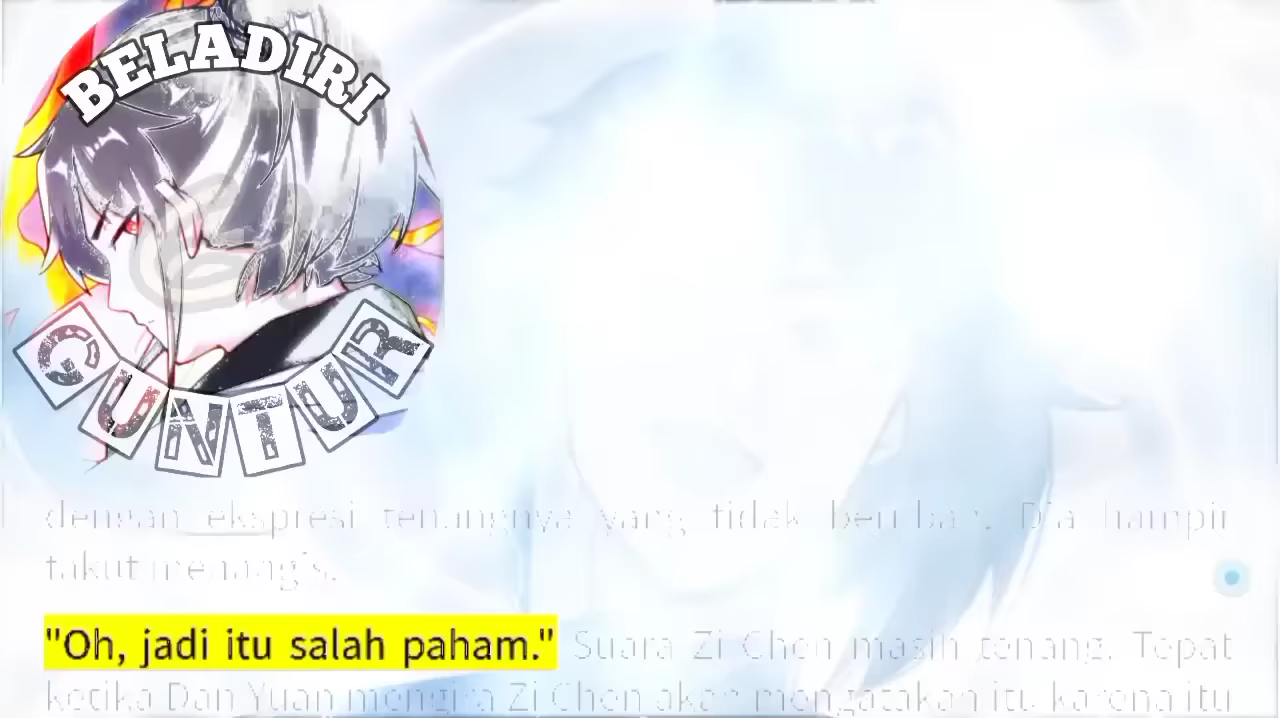 BELADIRI
GUNTUR
dengan ekspresi tenangnya yang tidak berubah. Dia hampir
takut menangis.
"Oh, jadi itu salah paham." Suara Zi Chen masih tenang. Tepat
ketika Dan Yuan mengira Zi Chen akan mengatakan itu karena itu